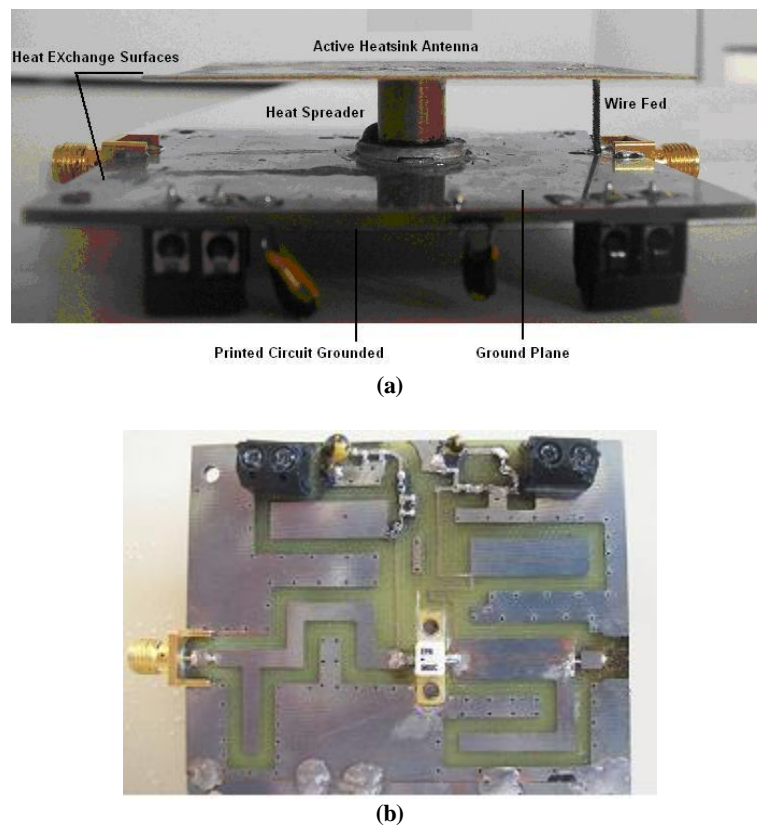 Active Heatsink Antenna
Heat EXchange Surfaces
Heat Spreader
Wire Fed
Printed Circuit Grounded
Ground Plane
(a)
(b)